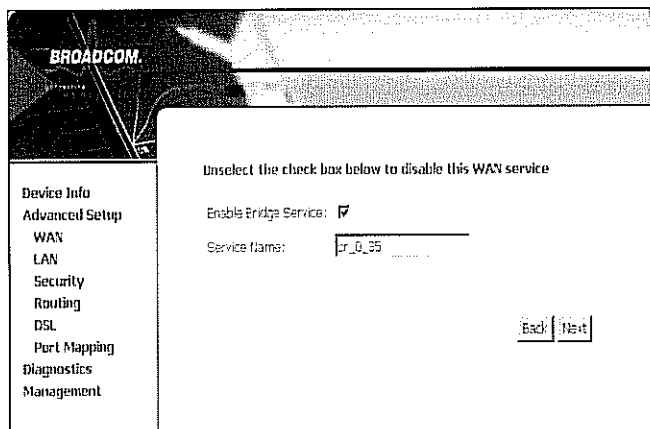 BROADCOM.
Unselect the check box below to disable this WAN service
Device Info
Advanced Setup
WAN
LAN
Security
Routing
DSL
Port Mapping
Diagnostics
Management
Enable Bridge Service:
Service Name:
Back
Next